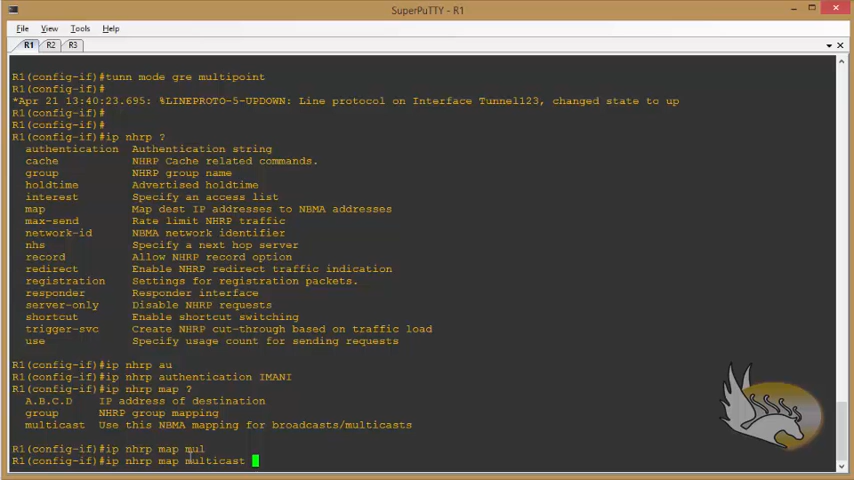 SuperPuTTY - R1
File View Tools Help
R1 R2 R3
R1(config-if)#tunn mode gre multipoint
R1(config-if)#
*Apr 21 13:40:23.695: %LINEPROTO-5-UPDOWN: Line protocol on Interface Tunnel123, changed state to up
R1(config-if)#
R1(config-if)#
R1(config-if)#ip nhrp ?
authentication Authentication string
cache NHRP Cache related commands.
group NHRP group name
holdtime Advertised holdtime
interest Specify an access list
map Map dest IP addresses to NBMA addresses
max-send Rate limit NHRP traffic
network-id NBMA network identifier
nhs Specify a next hop server
record Allow NHRP record option
redirect Enable NHRP redirect traffic indication
registration Settings for registration packets.
responder Responder interface
server-only Disable NHRP requests
shortcut Enable shortcut switching
trigger-svc Create NHRP cut-through based on traffic load
use Specify usage count for sending requests
R1(config-if)#ip nhrp au
R1(config-if)#ip nhrp authentication IMANI
R1(config-if)#ip nhrp map ?
A.B.C.D IP address of destination
group NHRP group mapping
multicast Use this NBMA mapping for broadcasts/multicasts
R1(config-if)#ip nhrp map mul
R1(config-if)#ip nhrp map multicast